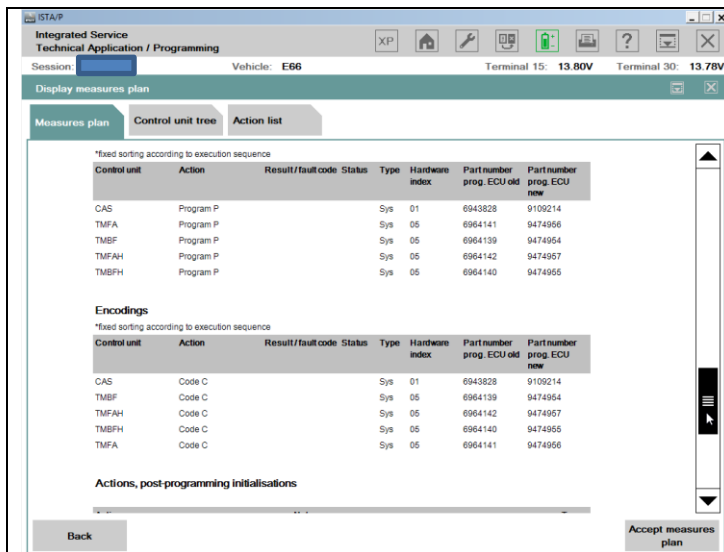 ISTA/P
Integrated Service
Technical Application / Programming
XP
?
Session:
Vehicle: E66
Terminal 15: 13.80V
Terminal 30: 13.78V
Display measures plan
Measures plan
Control unit tree
Action list
*fixed sorting according to execution sequence
Control unit Action Result / fault code Status Type Hardware index Part number prog. ECU old Part number prog. ECU new
CAS Program P Sys 01 6943828 9109214
TMFA Program P Sys 05 6964141 9474956
TMBF Program P Sys 05 6964139 9474954
TMFAH Program P Sys 05 6964142 9474957
TMBFH Program P Sys 05 6964140 9474955
Encodings
*fixed sorting according to execution sequence
Control unit Action Result / fault code Status Type Hardware index Part number prog. ECU old Part number prog. ECU new
CAS Code C Sys 01 6943828 9109214
TMBF Code C Sys 05 6964139 9474954
TMFAH Code C Sys 05 6964142 9474957
TMBFH Code C Sys 05 6964140 9474955
TMFA Code C Sys 05 6964141 9474956
Actions, post-programming initialisations
Back
Accept measures plan